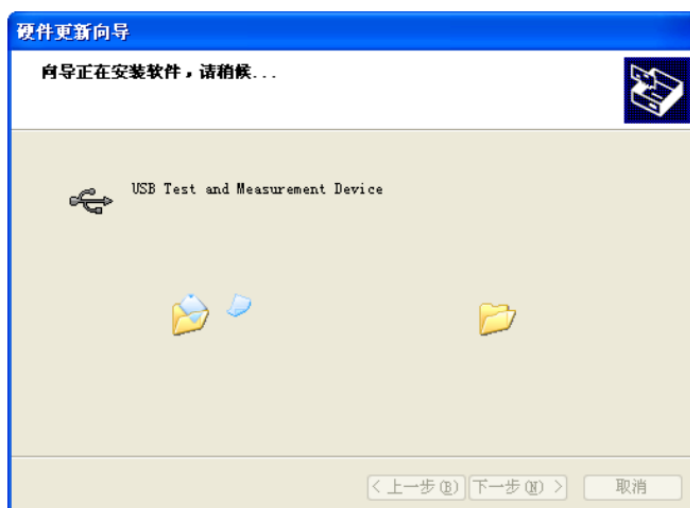 硬件更新向导
向导正在安装软件，请稍候...
USB Test and Measurement Device
< 上一步(B) 下一步(N) > 取消